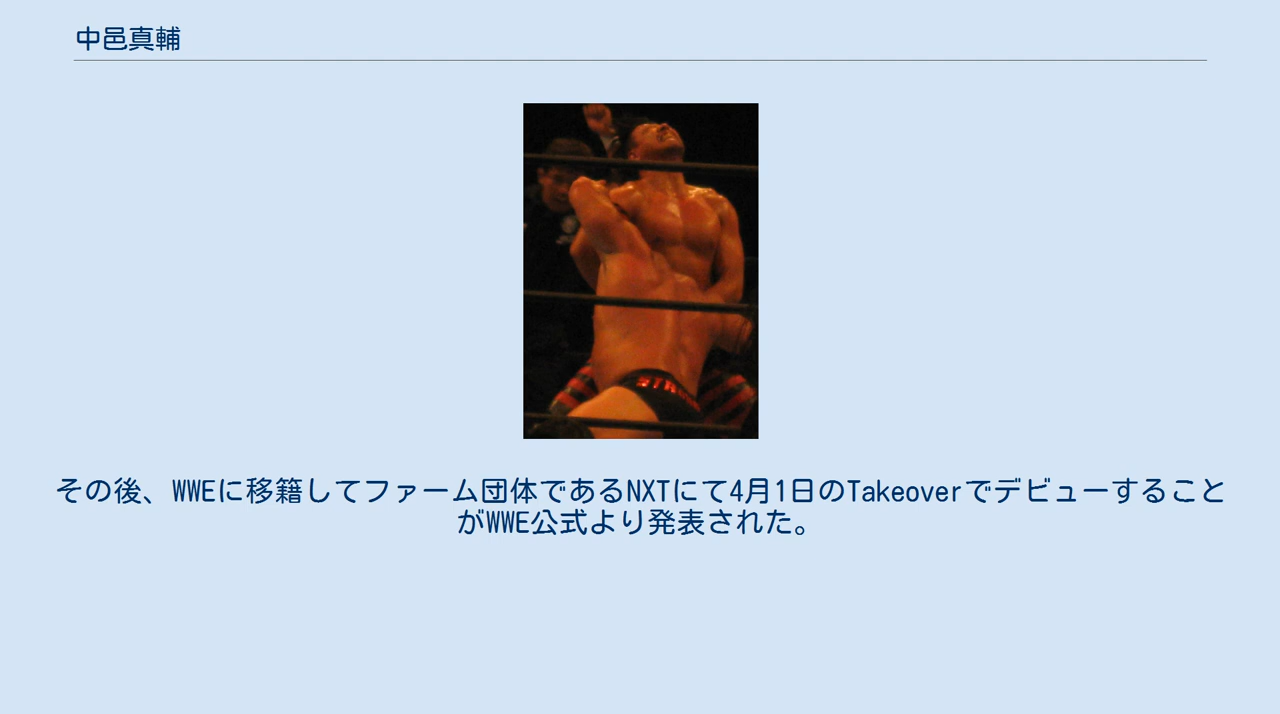 中邑真輔
その後、WWEに移籍してファーム団体であるNXTにて4月1日のTakeoverでデビューすること
がWWE公式より発表された。